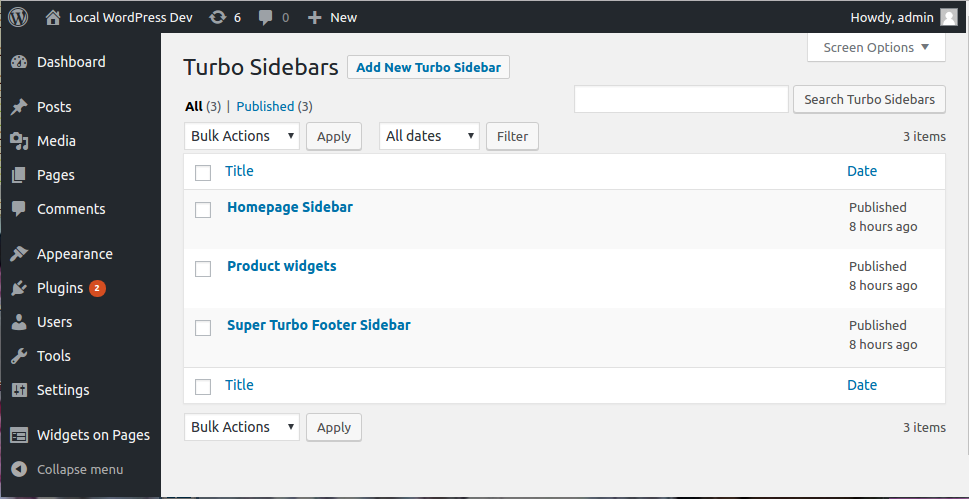 Local WordPress Dev 6 0 New Howdy, admin
Screen Options
Dashboard
Posts
Media
Pages
Comments
Appearance
Plugins 2
Users
Tools
Settings
Widgets on Pages
Collapse menu
Turbo Sidebars Add New Turbo Sidebar
All (3) | Published (3)
Search Turbo Sidebars
Bulk Actions Apply All dates Filter 3 items
Title Date
Homepage Sidebar Published
8 hours ago
Product widgets Published
8 hours ago
Super Turbo Footer Sidebar Published
8 hours ago
Title Date
Bulk Actions Apply 3 items